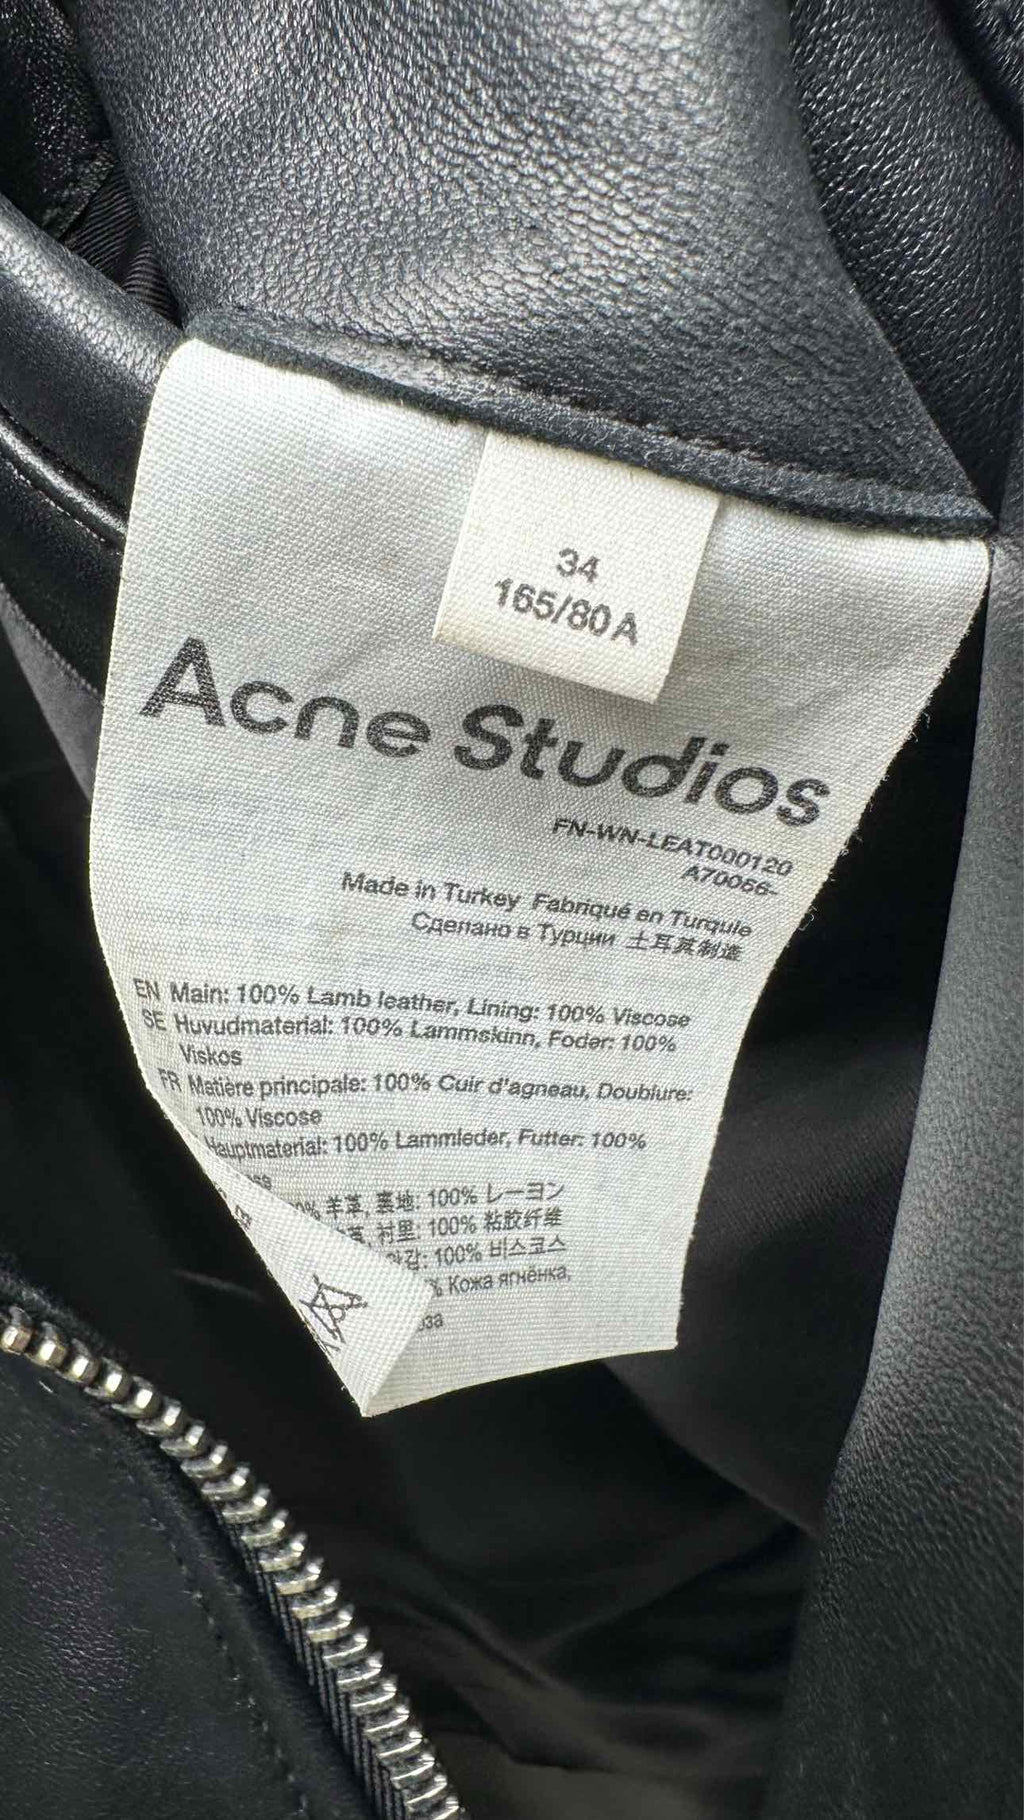 34
165/80A
Acne Studios
FN-WN-LEAT000120
A70066-
Made in Turkey Fabriqué en Turquie
Сделано в Турции 土耳其制造
EN Main: 100% Lamb leather, Lining: 100% Viscose
SE Huvudmaterial: 100% Lammskinn, Foder: 100%
Viskos
FR Matière principale: 100% Cuir d'agneau, Doublure:
100% Viscose
Hauptmaterial: 100% Lammleder, Futter: 100%
羊革, 裏地: 100% レーヨン
衬里: 100% 粘胶纤维
100% 비스코스
% Кожа ягнёнка,